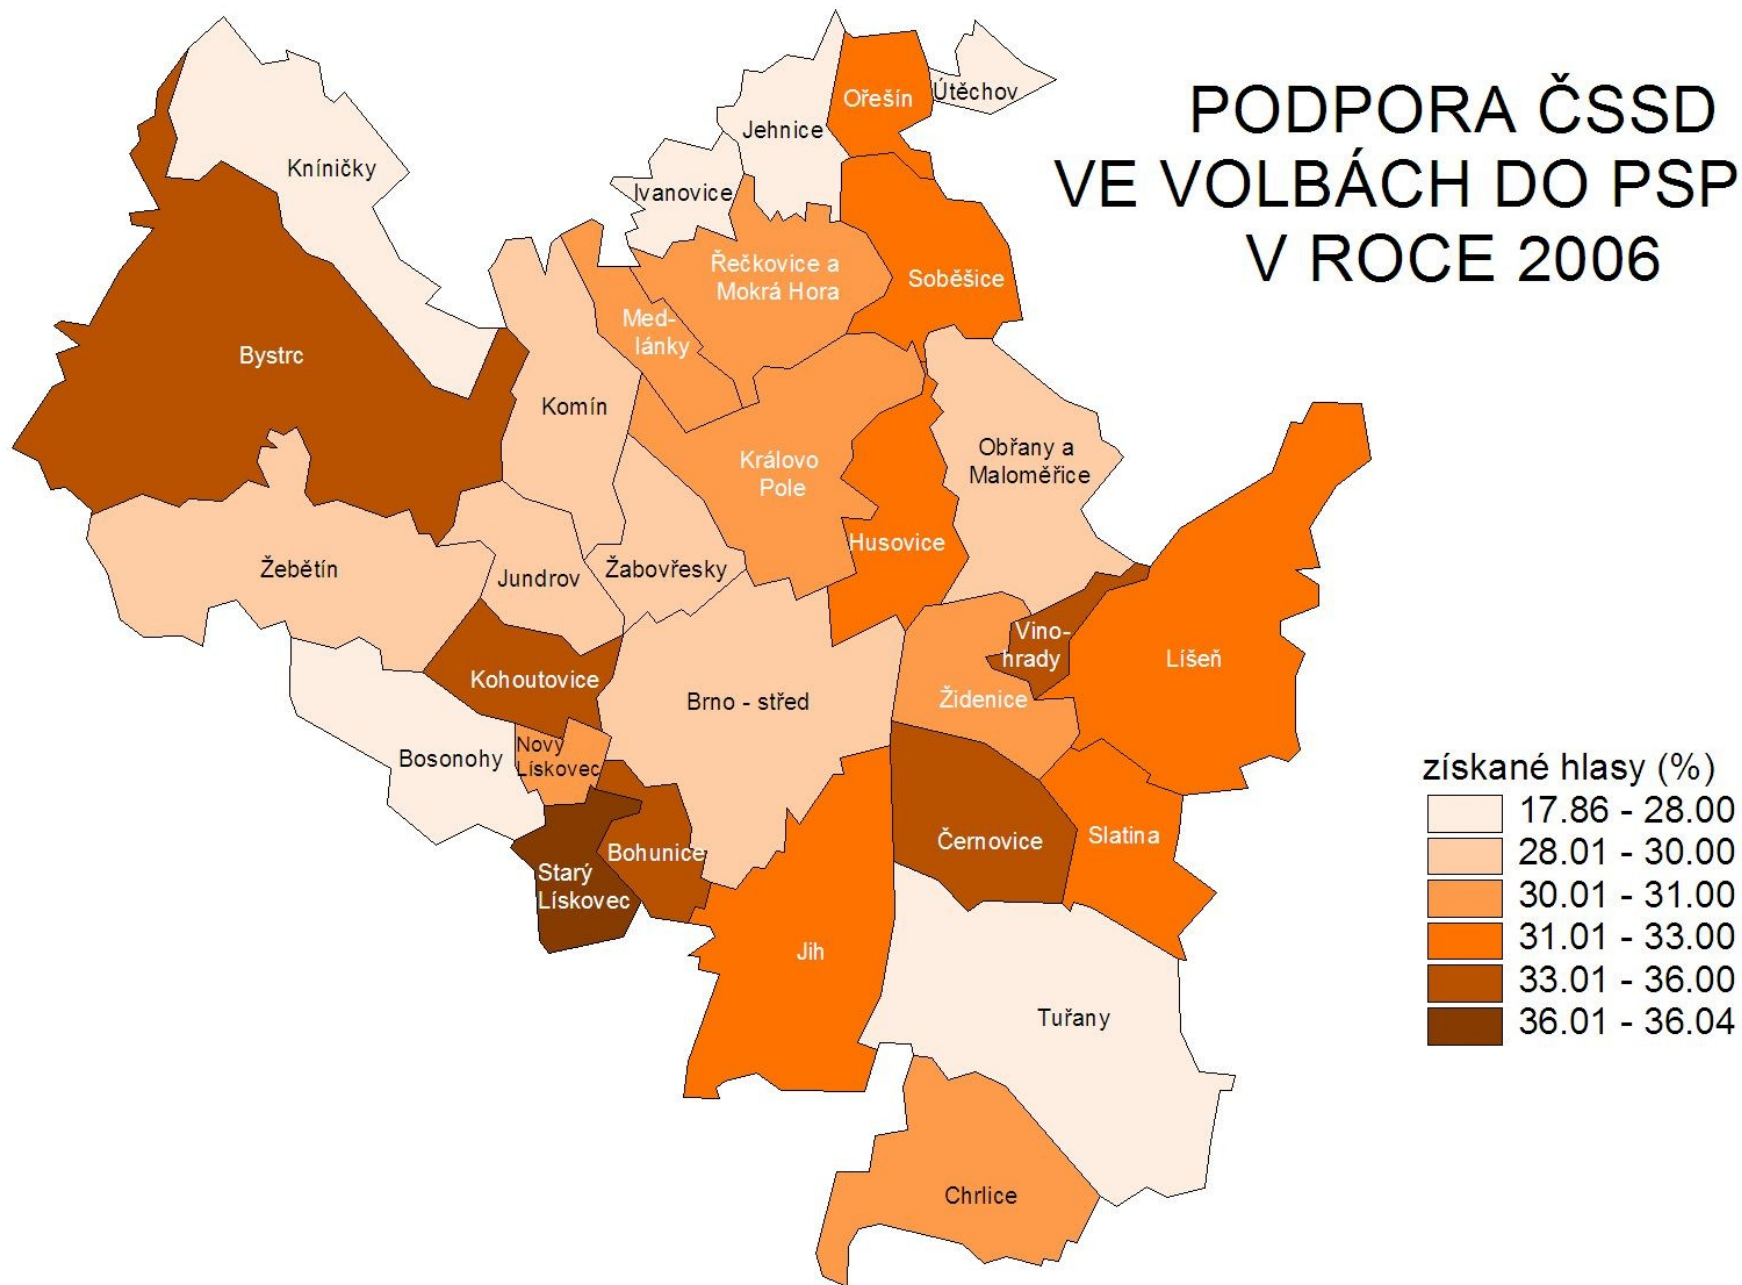 PODPORA ČSSD
VE VOLBÁCH DO PSP
V ROCE 2006
Útěchov
Ořešín
Jehnice
Kníničky
Ivanovice
Řečkovice a
Mokrá Hora
Soběšice
Med-
lánky
Bystrc
Komín
Královo
Pole
Obřany a
Maloměřice
Husovice
Žebětín
Jundrov
Žabovřesky
Vino-
hrady
Líšeň
Kohoutovice
Brno - střed
Židenice
Bosonohy
Nový
Lískovec
Bohunice
Černovice
Slatina
Starý
Lískovec
Jih
Tuřany
Chrlice
získané hlasy (%)
17.86 - 28.00
28.01 - 30.00
30.01 - 31.00
31.01 - 33.00
33.01 - 36.00
36.01 - 36.04